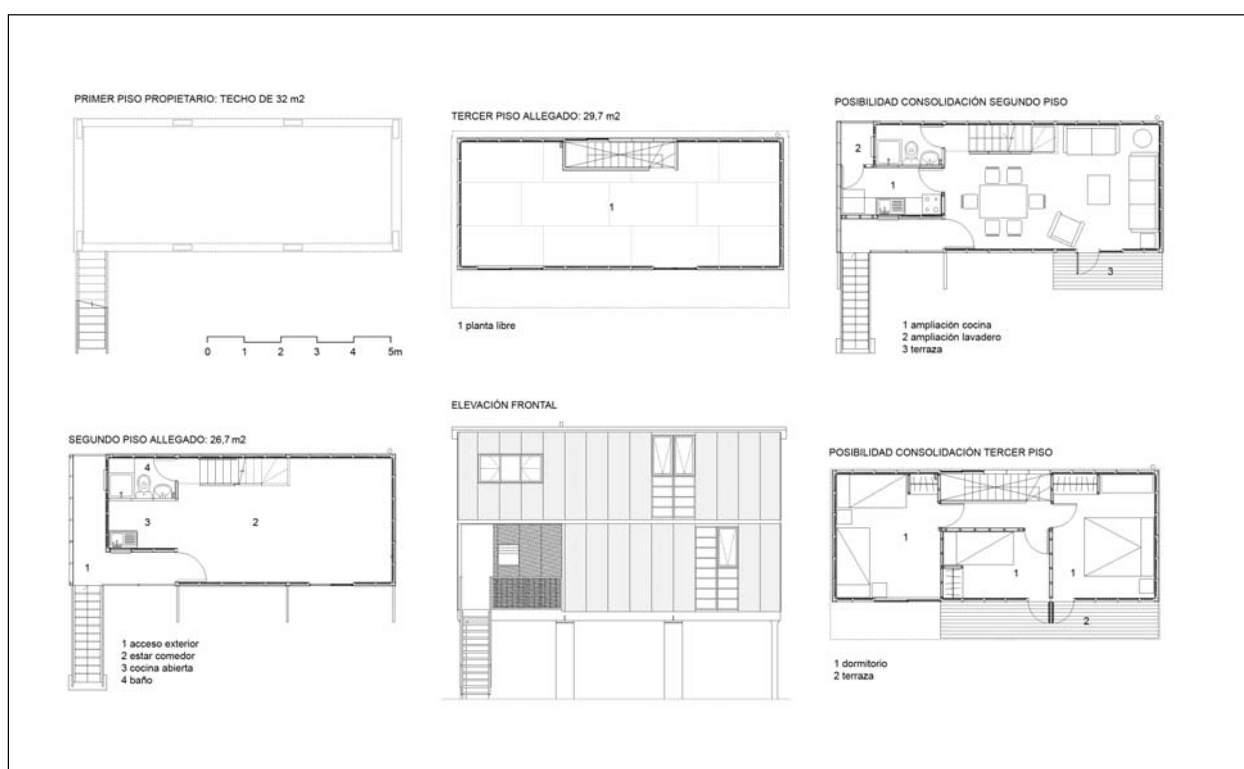 PRIMER PISO PROPIETARIO: TECHO DE 32 m2
0 1 2 3 4 5m
TERCER PISO ALLEGADO: 29,7 m2
1
1 planta libre
POSIBILIDAD CONSOLIDACIÓN SEGUNDO PISO
2
1
3
1 ampliación cocina
2 ampliación lavadero
3 terraza
SEGUNDO PISO ALLEGADO: 26,7 m2
4
3
2
1
1 acceso exterior
2 estar comedor
3 cocina abierta
4 baño
ELEVACIÓN FRONTAL
POSIBILIDAD CONSOLIDACIÓN TERCER PISO
1
1
1
2
1 dormitorio
2 terraza